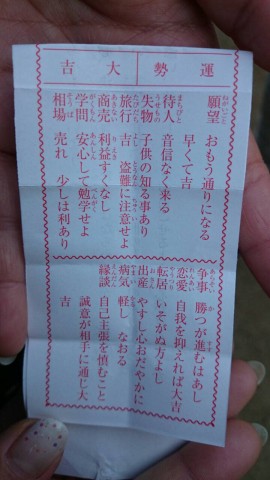 運勢
大吉
願望 おもう通りになる
早くて吉
待人 音信なく来る
失物 子供の知る事あり
旅行 吉 盗難に注意せよ
商売 利益すくなし
学問 安心して勉学せよ
相場 売れ 少しは利あり
争事 勝つが進むはあし
恋愛 自我を抑えれば大吉
転居 いそがぬ方よし
出産 やすし心おだやかに
病気 軽し なおる
縁談 自己主張を慎むこと
誠意が相手に通じ大
吉